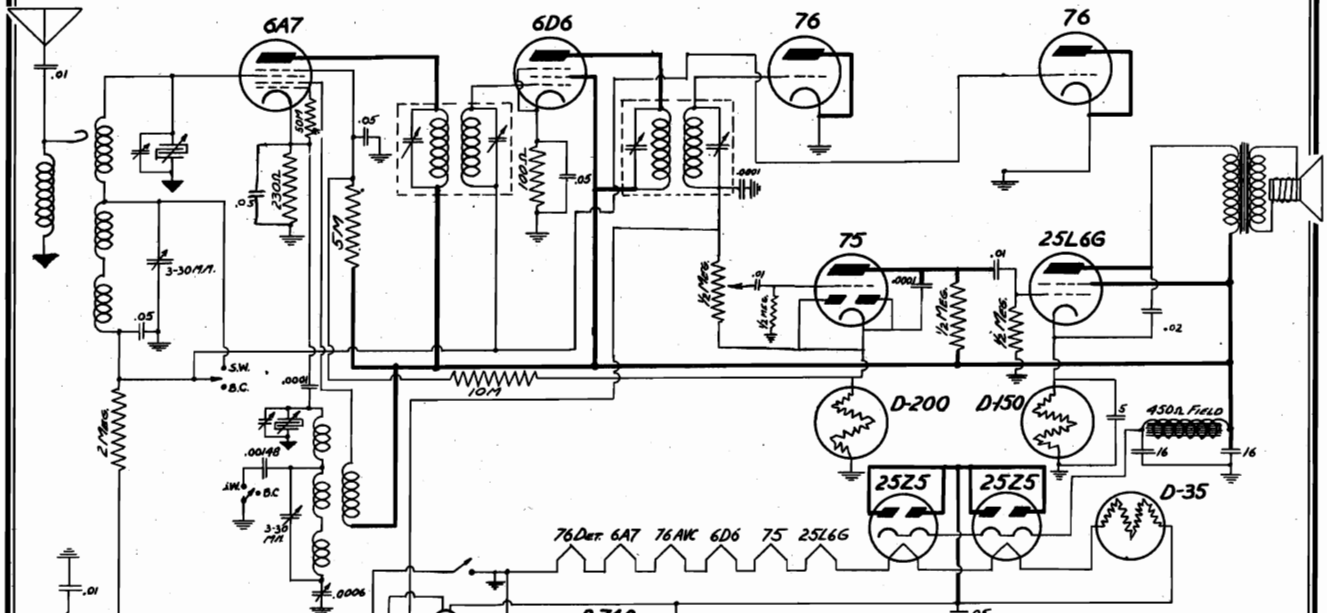 6A7
6D6
76
76
.01
50M
.05
230Ω
.05
100Ω
.0001
5M
75
25L6G
3-30MM.
½ MEG.
.01
½ MEG.
.0001
½ MEG.
.01
½ MEG.
.02
.05
S.W.
B.C.
.0001
10M
2 MEG.
D-200
D-150
5
450Ω FIELD
16
16
.00148
S.W.
B.C
3-30
25Z5
25Z5
D-35
76 DET. 6A7 76 AVC 6D6 75 25L6G
.01
.0006
.05